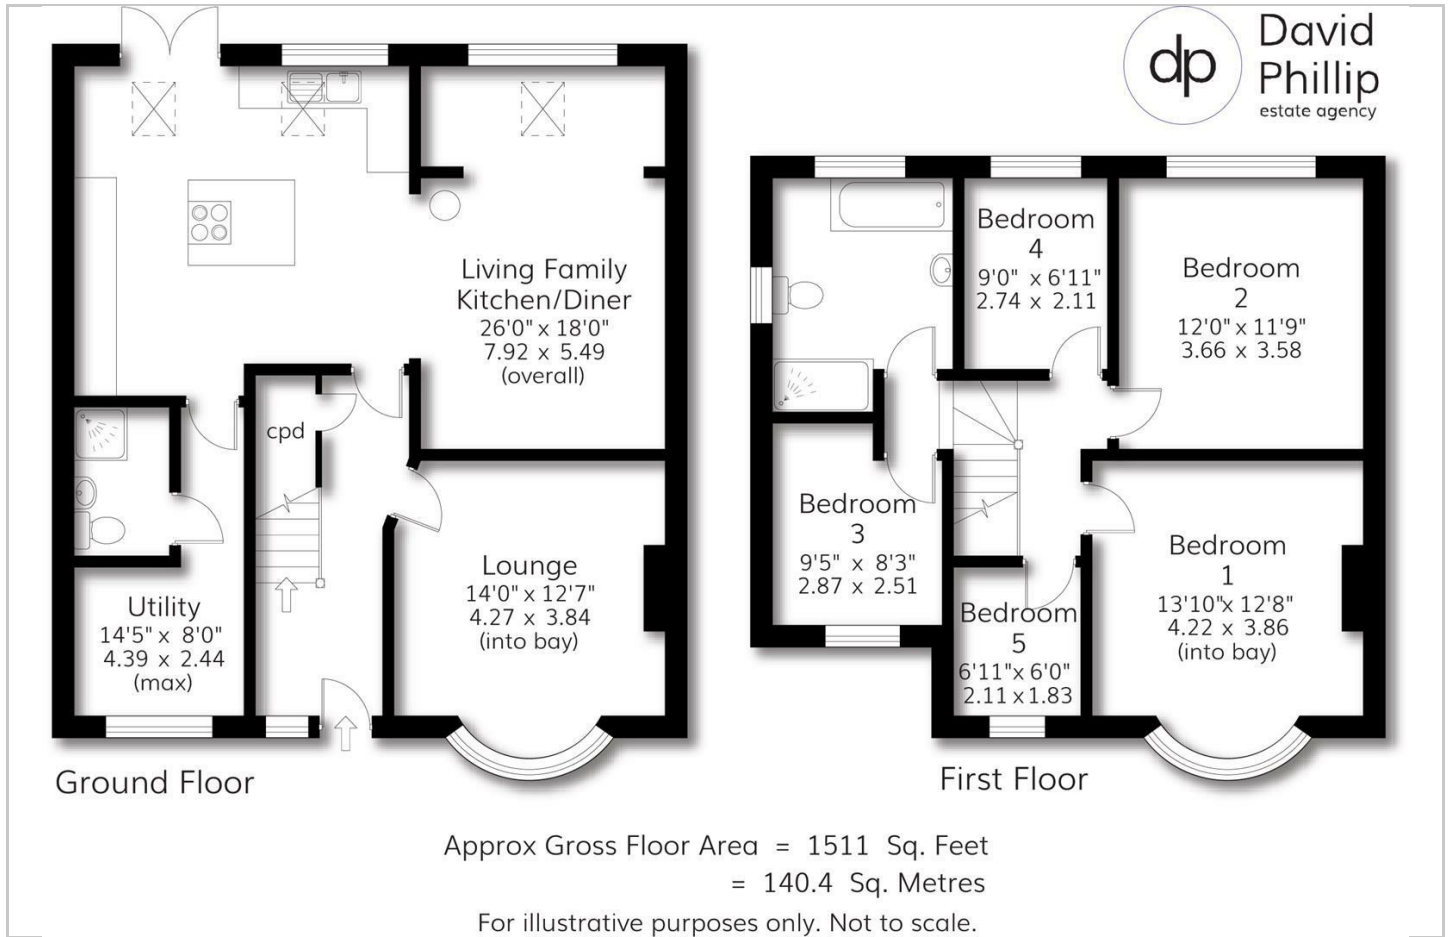 dp
David
Phillip
estate agency
Living Family
Kitchen/Diner
26'0" x 18'0"
7.92 x 5.49
(overall)
cpd
Lounge
14'0" x 12'7"
4.27 x 3.84
(into bay)
Utility
14'5" x 8'0"
4.39 x 2.44
(max)
Ground Floor
Bedroom
4
9'0" x 6'11"
2.74 x 2.11
Bedroom
2
12'0" x 11'9"
3.66 x 3.58
Bedroom
3
9'5" x 8'3"
2.87 x 2.51
Bedroom
1
13'10"x 12'8"
4.22 x 3.86
(into bay)
Bedroom
5
6'11"x 6'0"
2.11 x 1.83
First Floor
Approx Gross Floor Area = 1511 Sq. Feet
= 140.4 Sq. Metres
For illustrative purposes only. Not to scale.